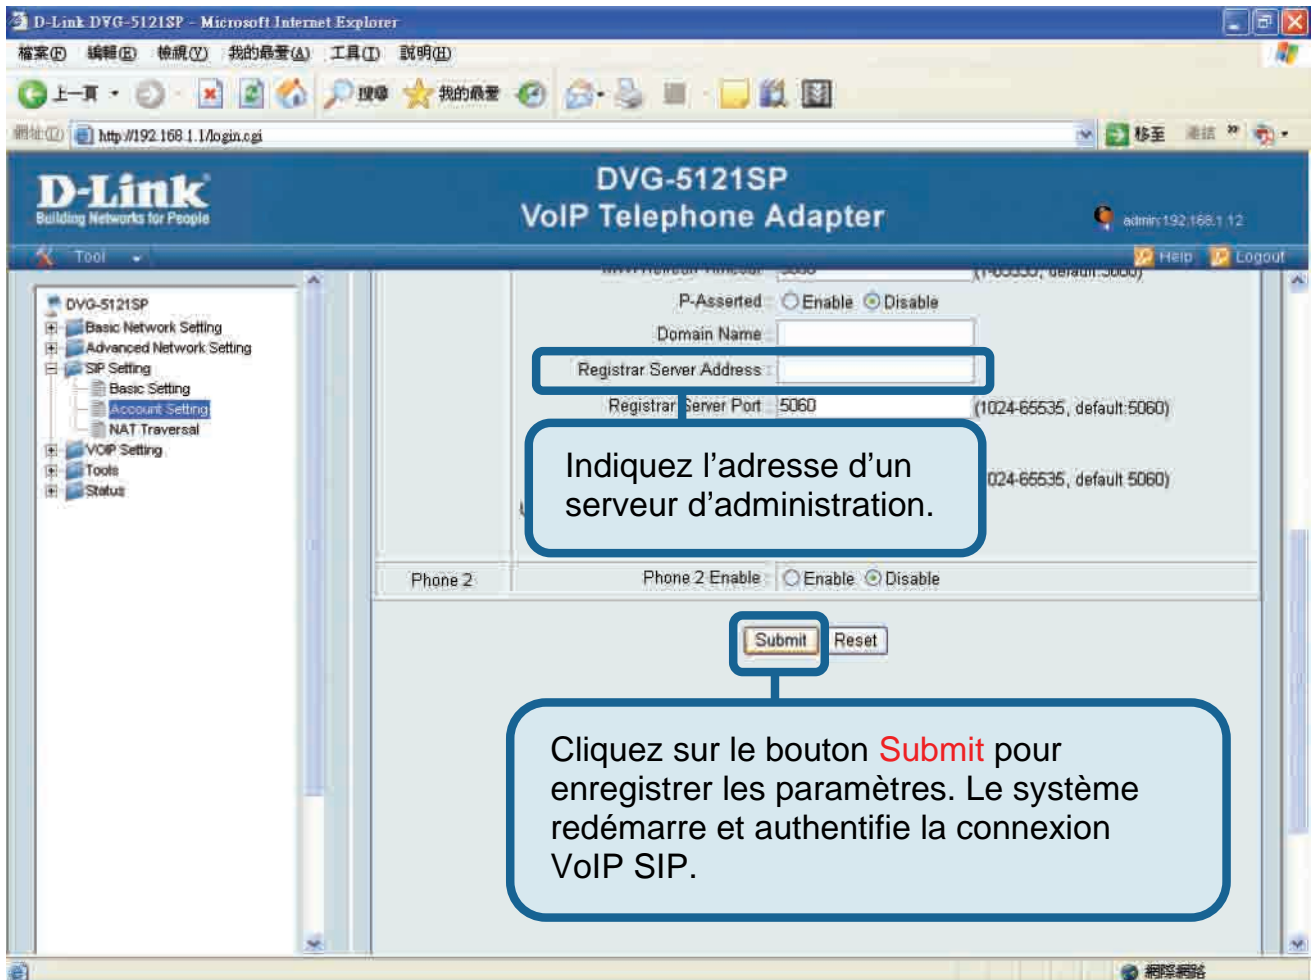 D-Link DVG-5121SP - Microsoft Internet Explorer
檔案(F) 編輯(E) 檢視(V) 我的最愛(A) 工具(T) 說明(H)
上一頁 搜尋 我的最愛
網址(D) http://192.168.1.1/login.cgi 移至 連結 »
D-Link
Building Networks for People
DVG-5121SP
VoIP Telephone Adapter
admin:192.168.1.12
Tool
Help Logout
DVG-5121SP
Basic Network Setting
Advanced Network Setting
SIP Setting
Basic Setting
Account Setting
NAT Traversal
VOIP Setting
Tools
Status
P-Asserted Enable Disable
Domain Name
Registrar Server Address
Registrar Server Port 5060 (1024-65535, default:5060)
Indiquez l’adresse d’un
serveur d’administration.
024-65535, default 5060)
Phone 2 Phone 2 Enable Enable Disable
Submit Reset
Cliquez sur le bouton Submit pour
enregistrer les paramètres. Le système
redémarre et authentifie la connexion
VoIP SIP.
網際網路